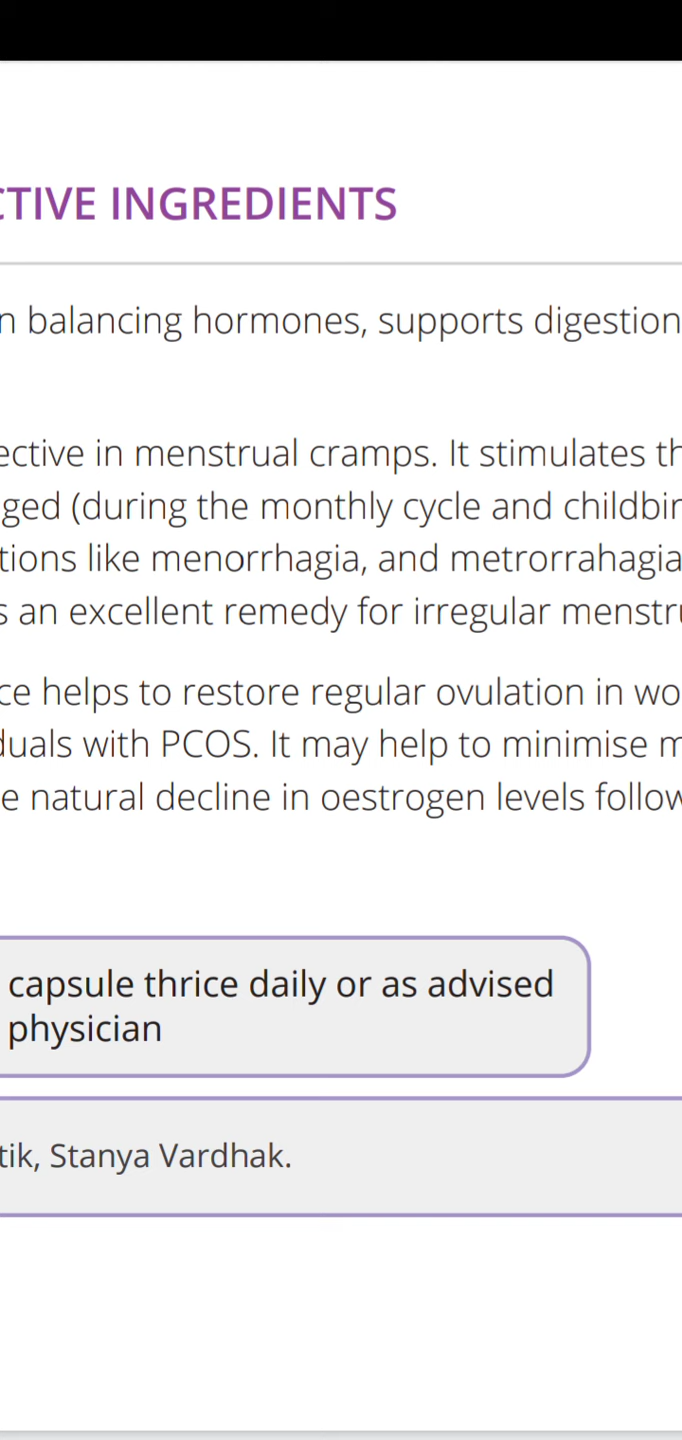 CTIVE INGREDIENTS
n balancing hormones, supports digestion
ective in menstrual cramps. It stimulates th
ged (during the monthly cycle and childbir
tions like menorrhagia, and metrorrahagia
s an excellent remedy for irregular menstru
ce helps to restore regular ovulation in wo
duals with PCOS. It may help to minimise m
e natural decline in oestrogen levels follow
capsule thrice daily or as advised
physician
tik, Stanya Vardhak.